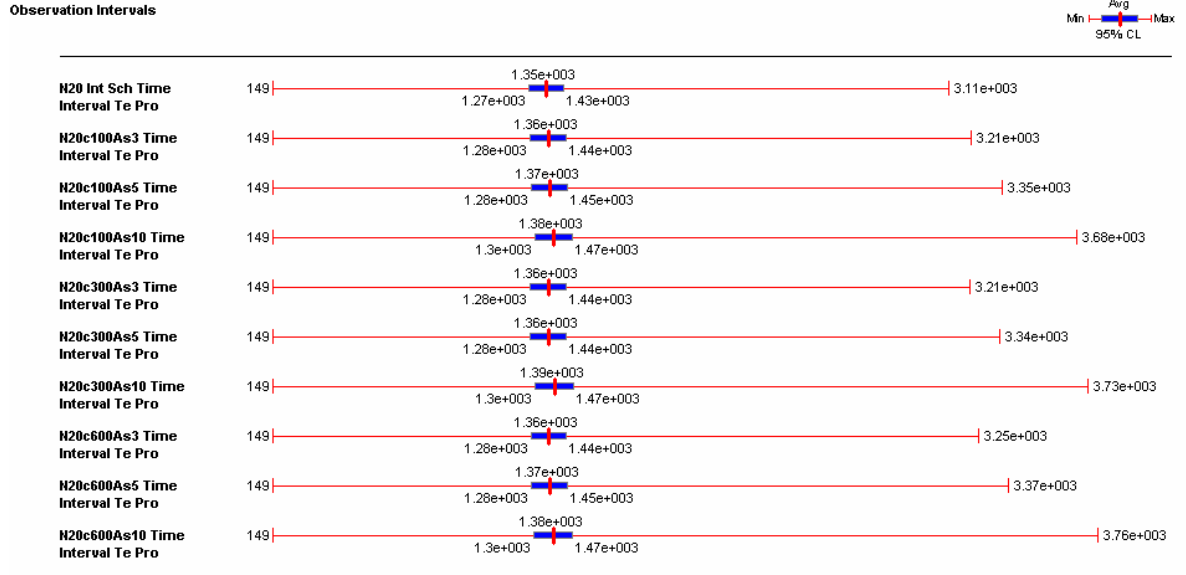 Observation Intervals
Avg
Min Max
95% CL
1.35e+003
N20 Int Sch Time 149 3.11e+003
Interval Te Pro 1.27e+003 1.43e+003
1.36e+003
N20c100As3 Time 149 3.21e+003
Interval Te Pro 1.28e+003 1.44e+003
1.37e+003
N20c100As5 Time 149 3.35e+003
Interval Te Pro 1.28e+003 1.45e+003
1.38e+003
N20c100As10 Time 149 3.68e+003
Interval Te Pro 1.3e+003 1.47e+003
1.36e+003
N20c300As3 Time 149 3.21e+003
Interval Te Pro 1.28e+003 1.44e+003
1.36e+003
N20c300As5 Time 149 3.34e+003
Interval Te Pro 1.28e+003 1.44e+003
1.39e+003
N20c300As10 Time 149 3.73e+003
Interval Te Pro 1.3e+003 1.47e+003
1.36e+003
N20c600As3 Time 149 3.25e+003
Interval Te Pro 1.28e+003 1.44e+003
1.37e+003
N20c600As5 Time 149 3.37e+003
Interval Te Pro 1.28e+003 1.45e+003
1.38e+003
N20c600As10 Time 149 3.76e+003
Interval Te Pro 1.3e+003 1.47e+003